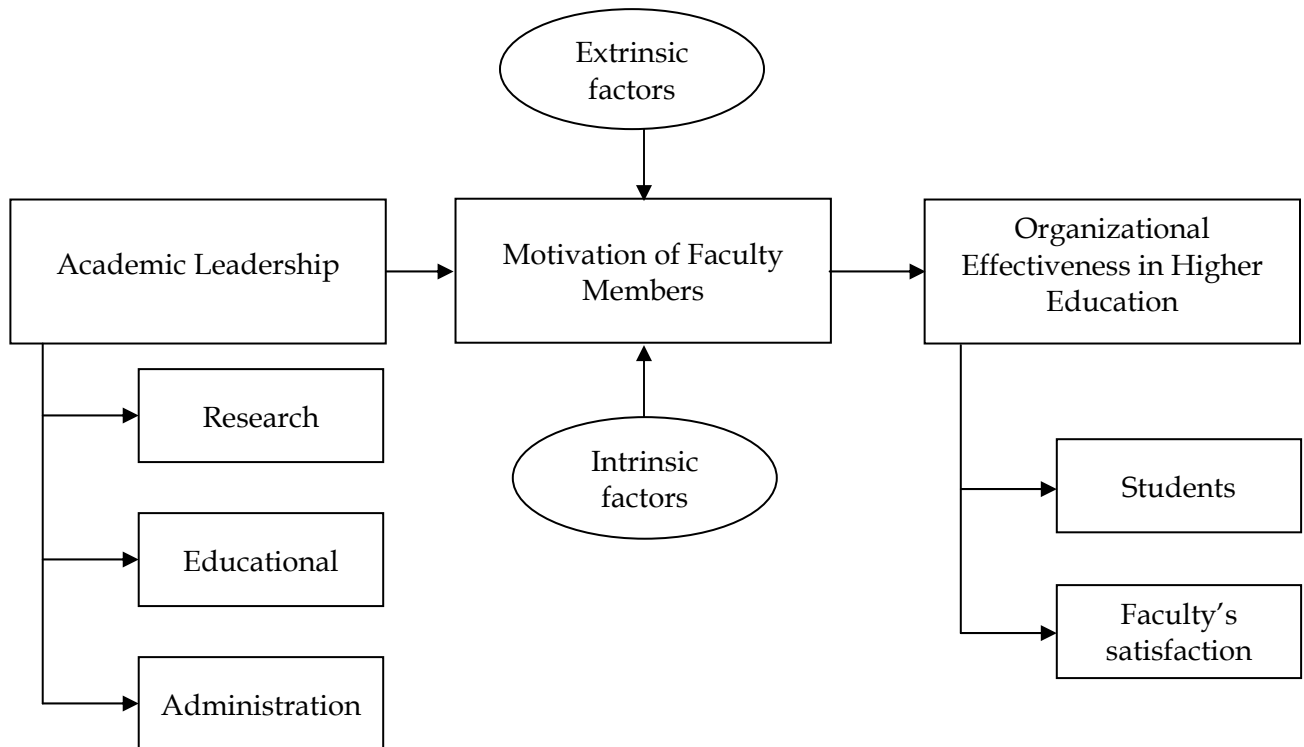 Extrinsic
factors
Academic Leadership
Motivation of Faculty
Members
Organizational
Effectiveness in Higher
Education
Research
Educational
Administration
Intrinsic
factors
Students
Faculty’s
satisfaction